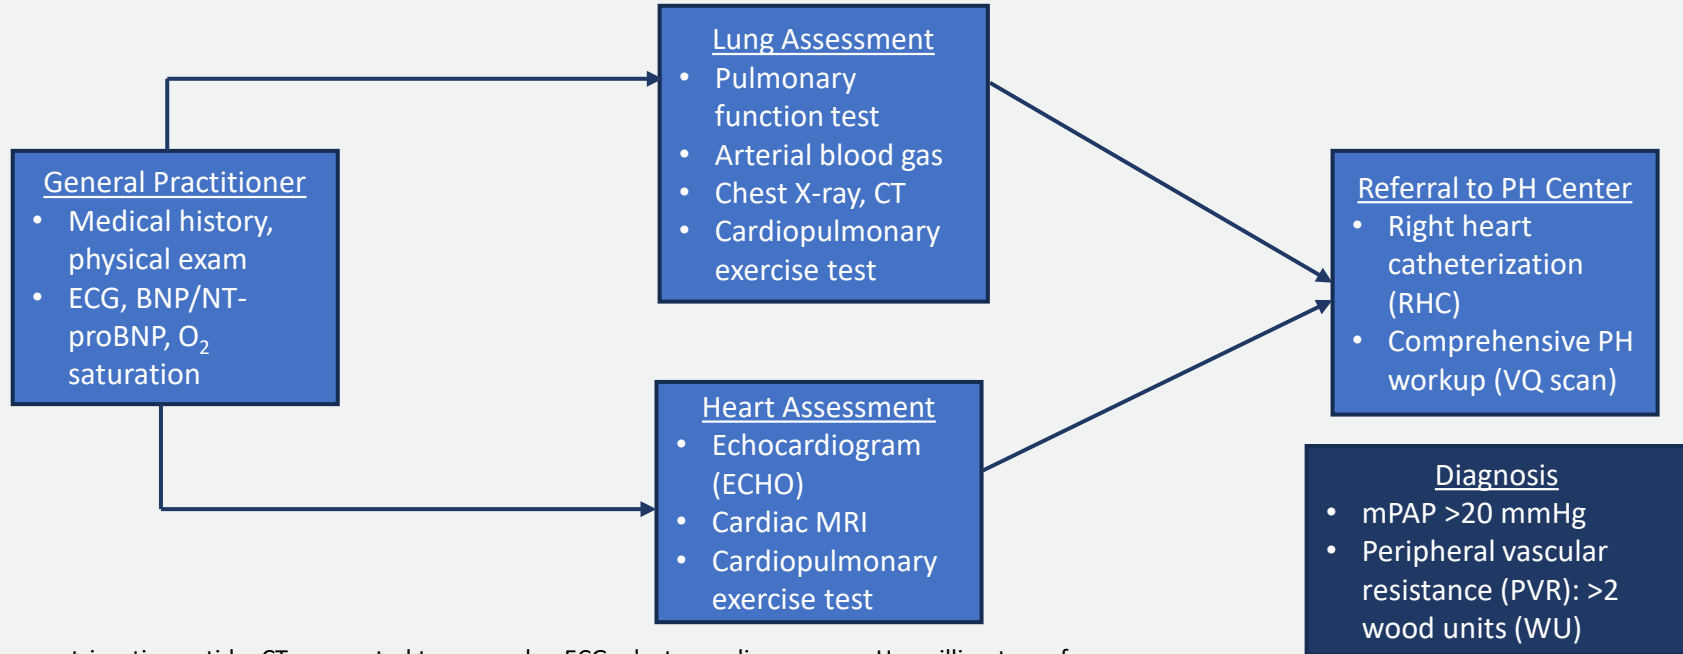 General Practitioner
• Medical history,
physical exam
• ECG, BNP/NT-
proBNP, O₂
saturation
Lung Assessment
• Pulmonary
function test
• Arterial blood gas
• Chest X-ray, CT
• Cardiopulmonary
exercise test
Heart Assessment
• Echocardiogram
(ECHO)
• Cardiac MRI
• Cardiopulmonary
exercise test
Referral to PH Center
• Right heart
catheterization
(RHC)
• Comprehensive PH
workup (VQ scan)
Diagnosis
• mPAP >20 mmHg
• Peripheral vascular
resistance (PVR): >2
wood units (WU)